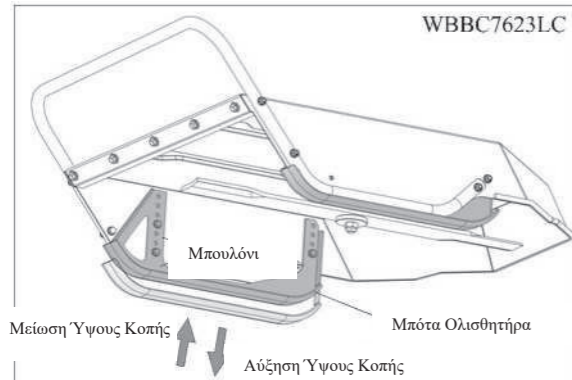 WBBC7623LC
Μπουλόνι
Μπότα Ολισθητήρα
Μείωση Ύψους Κοπής
Αύξηση Ύψους Κοπής